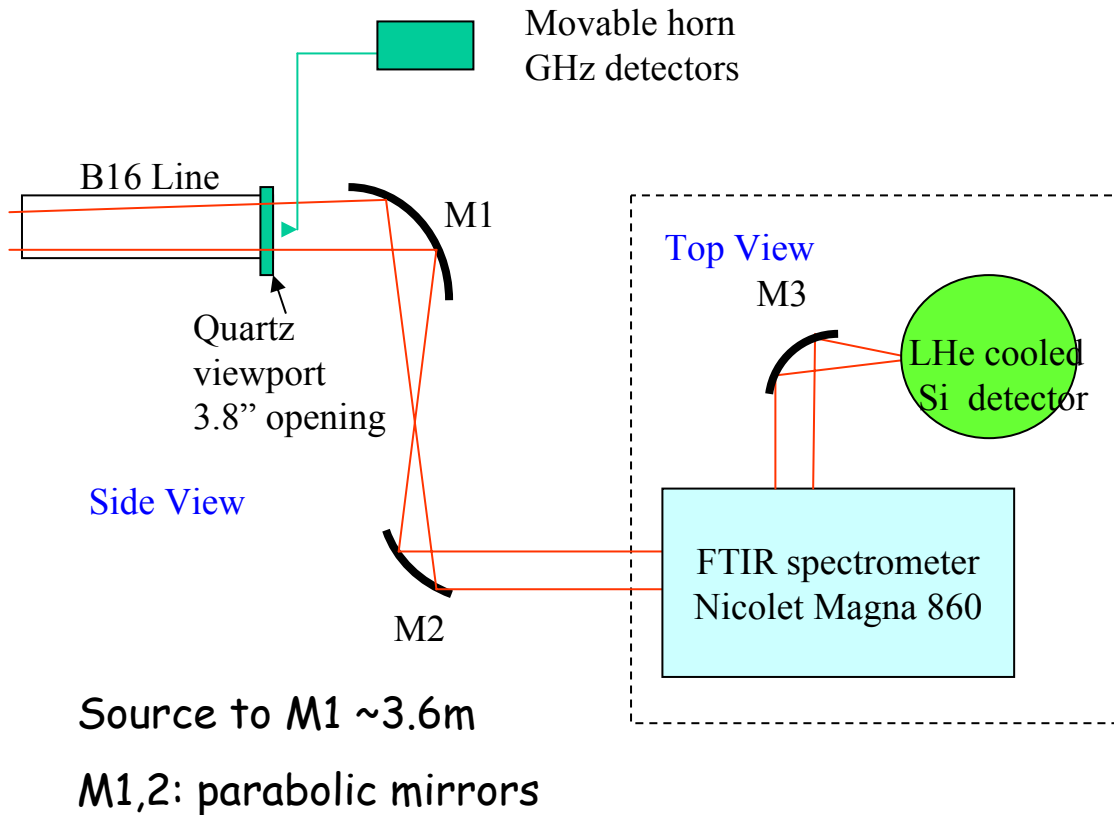 Movable horn
GHz detectors
B16 Line
M1
Top View
M3
Quartz
viewport
3.8” opening
LHe cooled
Si detector
Side View
FTIR spectrometer
Nicolet Magna 860
M2
Source to M1 ~3.6m
M1,2: parabolic mirrors